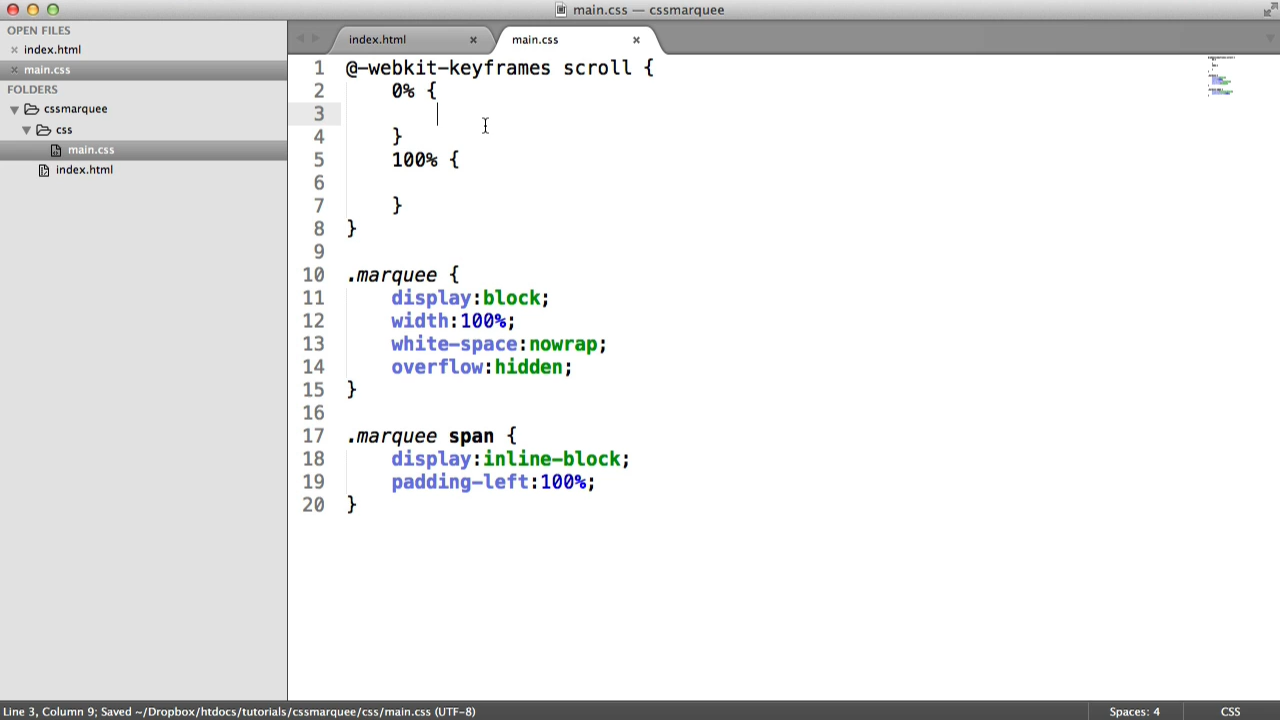 main.css — cssmarquee
OPEN FILES
index.html
main.css
FOLDERS
cssmarquee
css
main.css
index.html
index.html
main.css
1 @-webkit-keyframes scroll {
2 0% {
3
4 }
5 100% {
6
7 }
8 }
9
10 .marquee {
11 display:block;
12 width:100%;
13 white-space:nowrap;
14 overflow:hidden;
15 }
16
17 .marquee span {
18 display:inline-block;
19 padding-left:100%;
20 }
Line 3, Column 9; Saved ~/Dropbox/htdocs/tutorials/cssmarquee/css/main.css (UTF-8)
Spaces: 4
CSS